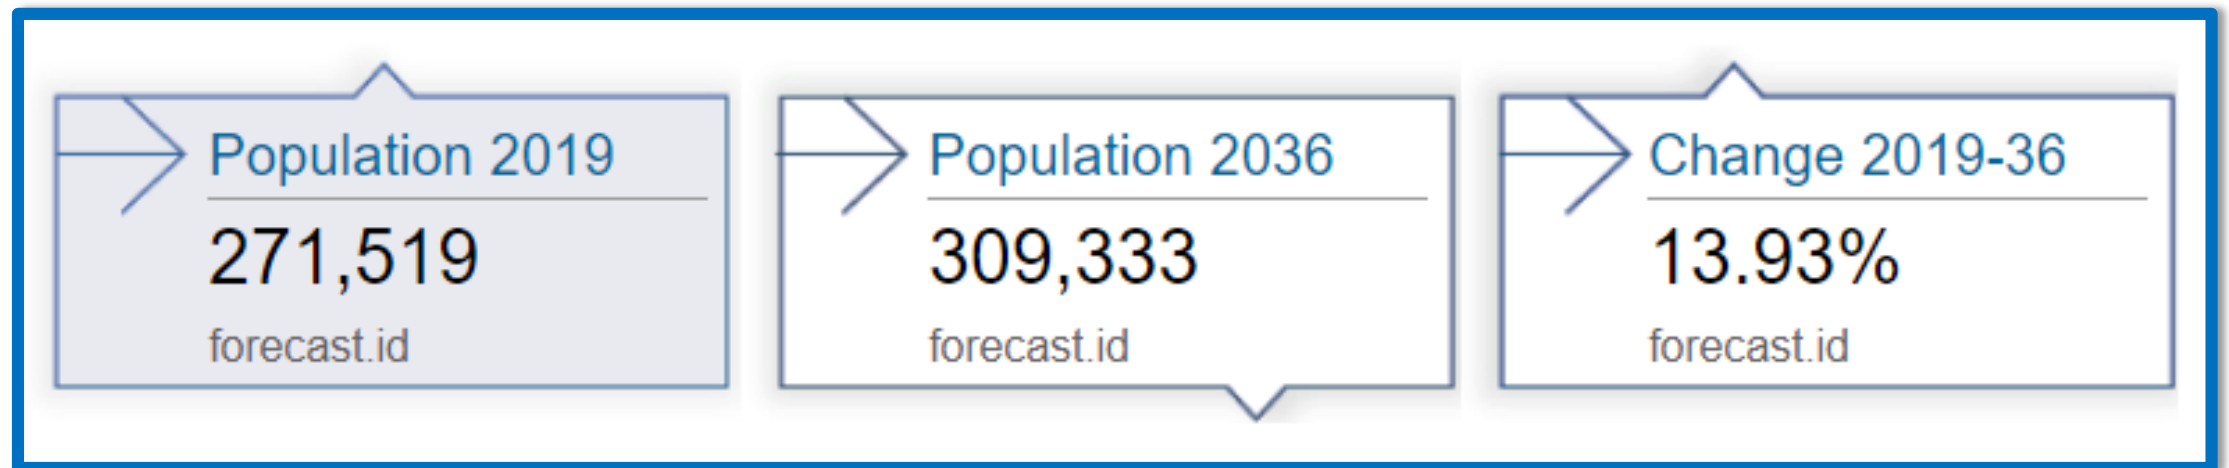 Population 2019
271,519
forecast.id
Population 2036
309,333
forecast.id
Change 2019-36
13.93%
forecast.id